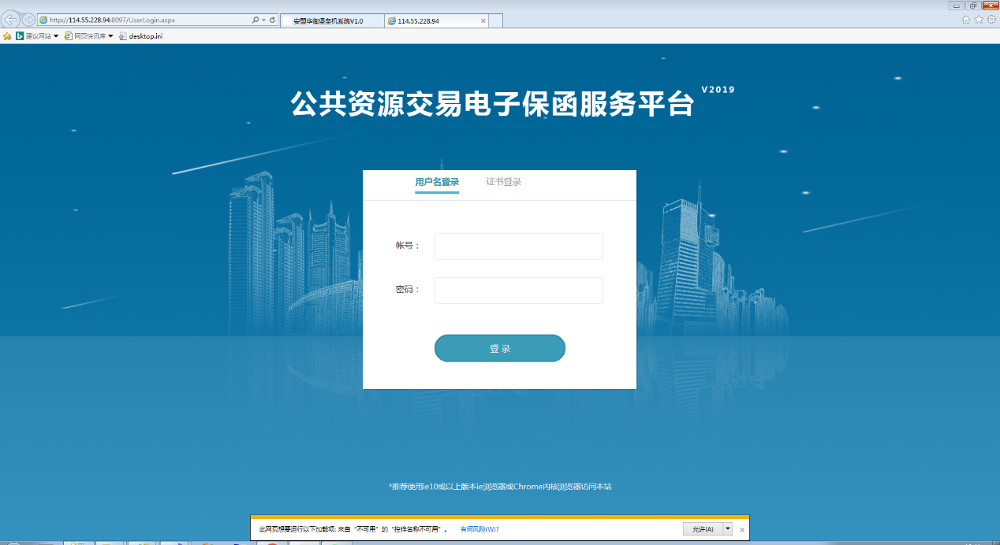 http://114.55.228.94:8097/UserLogin.aspx
安盟华御堡垒机系统V1.0
114.55.228.94
建议网站
网页快讯库
desktop.ini
公共资源交易电子保函服务平台
V2019
用户名登录
证书登录
帐号：
密码：
登 录
*推荐使用ie10或以上版本ie浏览器或Chrome内核浏览器访问本站
此网页想要运行以下加载项: 来自 "不可用" 的 "控件名称不可用" 。
有何风险(W)?
允许(A)